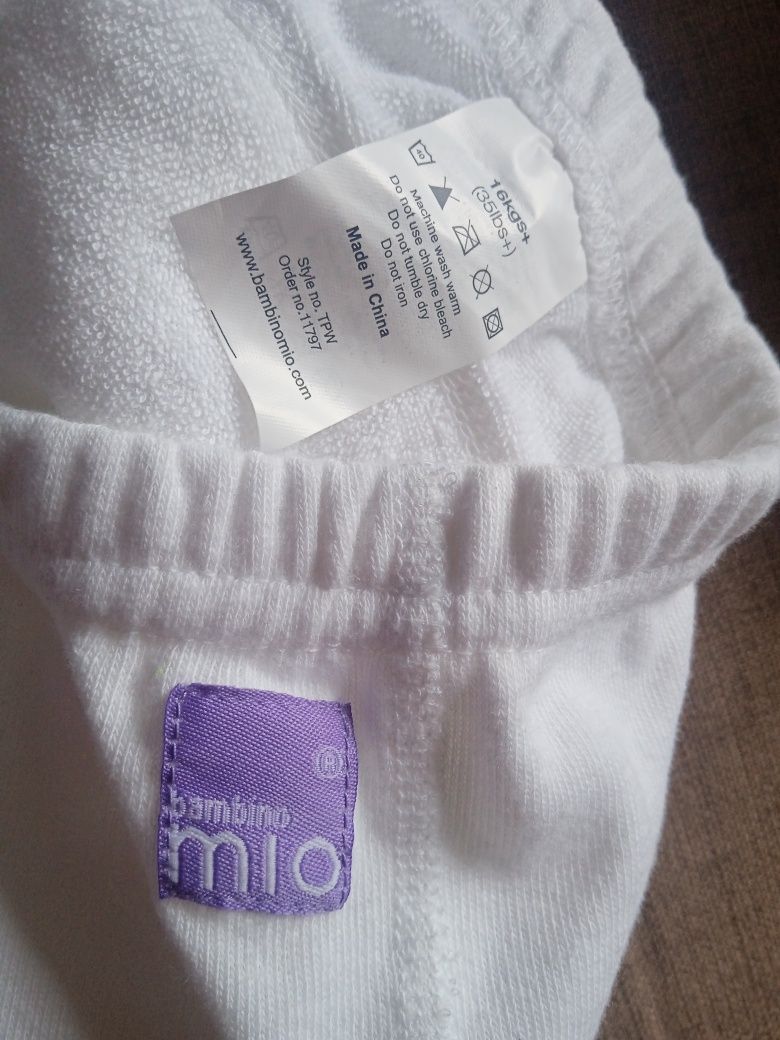 16kgs+
(35lbs+)
40
Machine wash warm
Do not use chlorine bleach
Do not tumble dry
Do not iron
Made in China
Style no. TPW
Order no.11797
www.bambinomio.com
®
bambino
mio